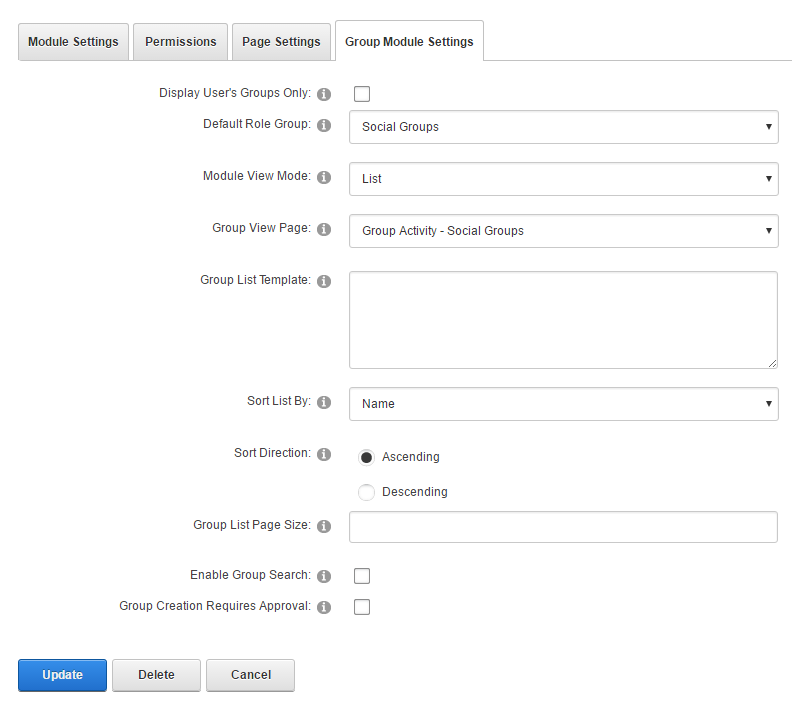 Module Settings Permissions Page Settings Group Module Settings
Display User's Groups Only:
Default Role Group: Social Groups
Module View Mode: List
Group View Page: Group Activity - Social Groups
Group List Template:
Sort List By: Name
Sort Direction: Ascending
Descending
Group List Page Size:
Enable Group Search:
Group Creation Requires Approval:
Update Delete Cancel